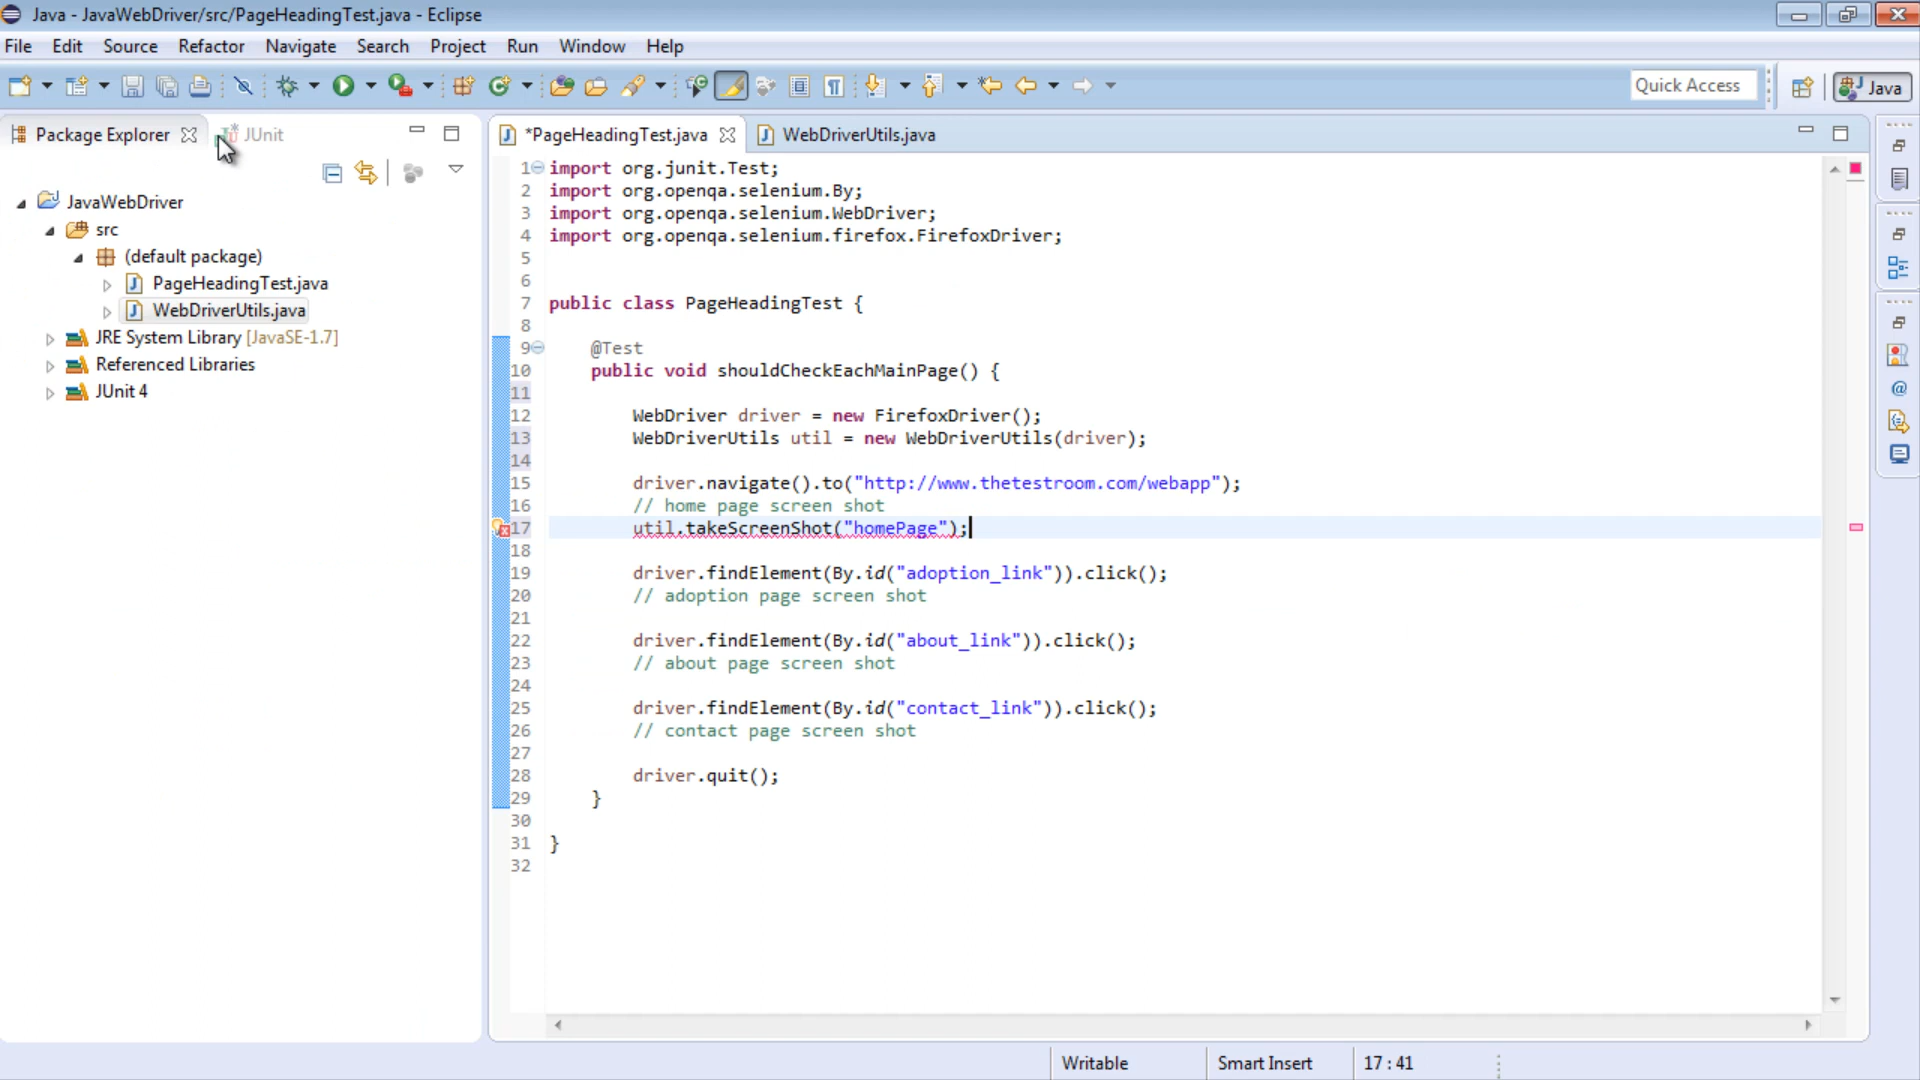 Java - JavaWebDriver/src/PageHeadingTest.java - Eclipse
File Edit Source Refactor Navigate Search Project Run Window Help
Quick Access
Java
Package Explorer
JUnit
JavaWebDriver
src
(default package)
PageHeadingTest.java
WebDriverUtils.java
JRE System Library [JavaSE-1.7]
Referenced Libraries
JUnit 4
*PageHeadingTest.java
WebDriverUtils.java
1 import org.junit.Test;
2 import org.openqa.selenium.By;
3 import org.openqa.selenium.WebDriver;
4 import org.openqa.selenium.firefox.FirefoxDriver;
5
6
7 public class PageHeadingTest {
8
9 @Test
10 public void shouldCheckEachMainPage() {
11
12 WebDriver driver = new FirefoxDriver();
13 WebDriverUtils util = new WebDriverUtils(driver);
14
15 driver.navigate().to("http://www.thetestroom.com/webapp");
16 // home page screen shot
17 util.takeScreenShot("homePage");
18
19 driver.findElement(By.id("adoption_link")).click();
20 // adoption page screen shot
21
22 driver.findElement(By.id("about_link")).click();
23 // about page screen shot
24
25 driver.findElement(By.id("contact_link")).click();
26 // contact page screen shot
27
28 driver.quit();
29 }
30
31 }
32
Writable
Smart Insert
17 : 41